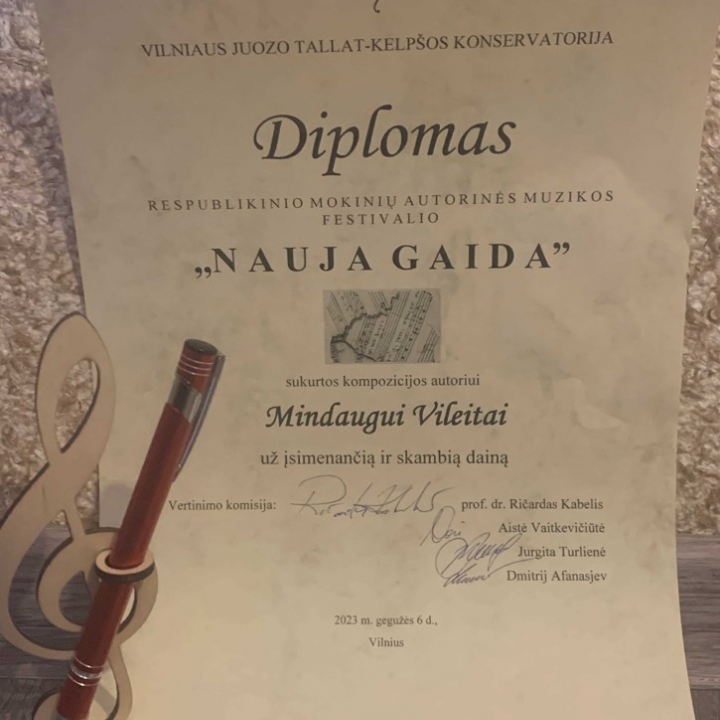 VILNIAUS JUOZO TALLAT-KELPŠOS KONSERVATORIJA
Diplomas
RESPUBLIKINIO MOKINIŲ AUTORINĖS MUZIKOS
FESTIVALIO
„NAUJA GAIDA”
sukurtos kompozicijos autoriui
Mindaugui Vileitai
už įsimenančią ir skambią dainą
Vertinimo komisija: prof. dr. Ričardas Kabelis
Aistė Vaitkevičiūtė
Jurgita Turlienė
Dmitrij Afanasjev
2023 m. gegužės 6 d.,
Vilnius